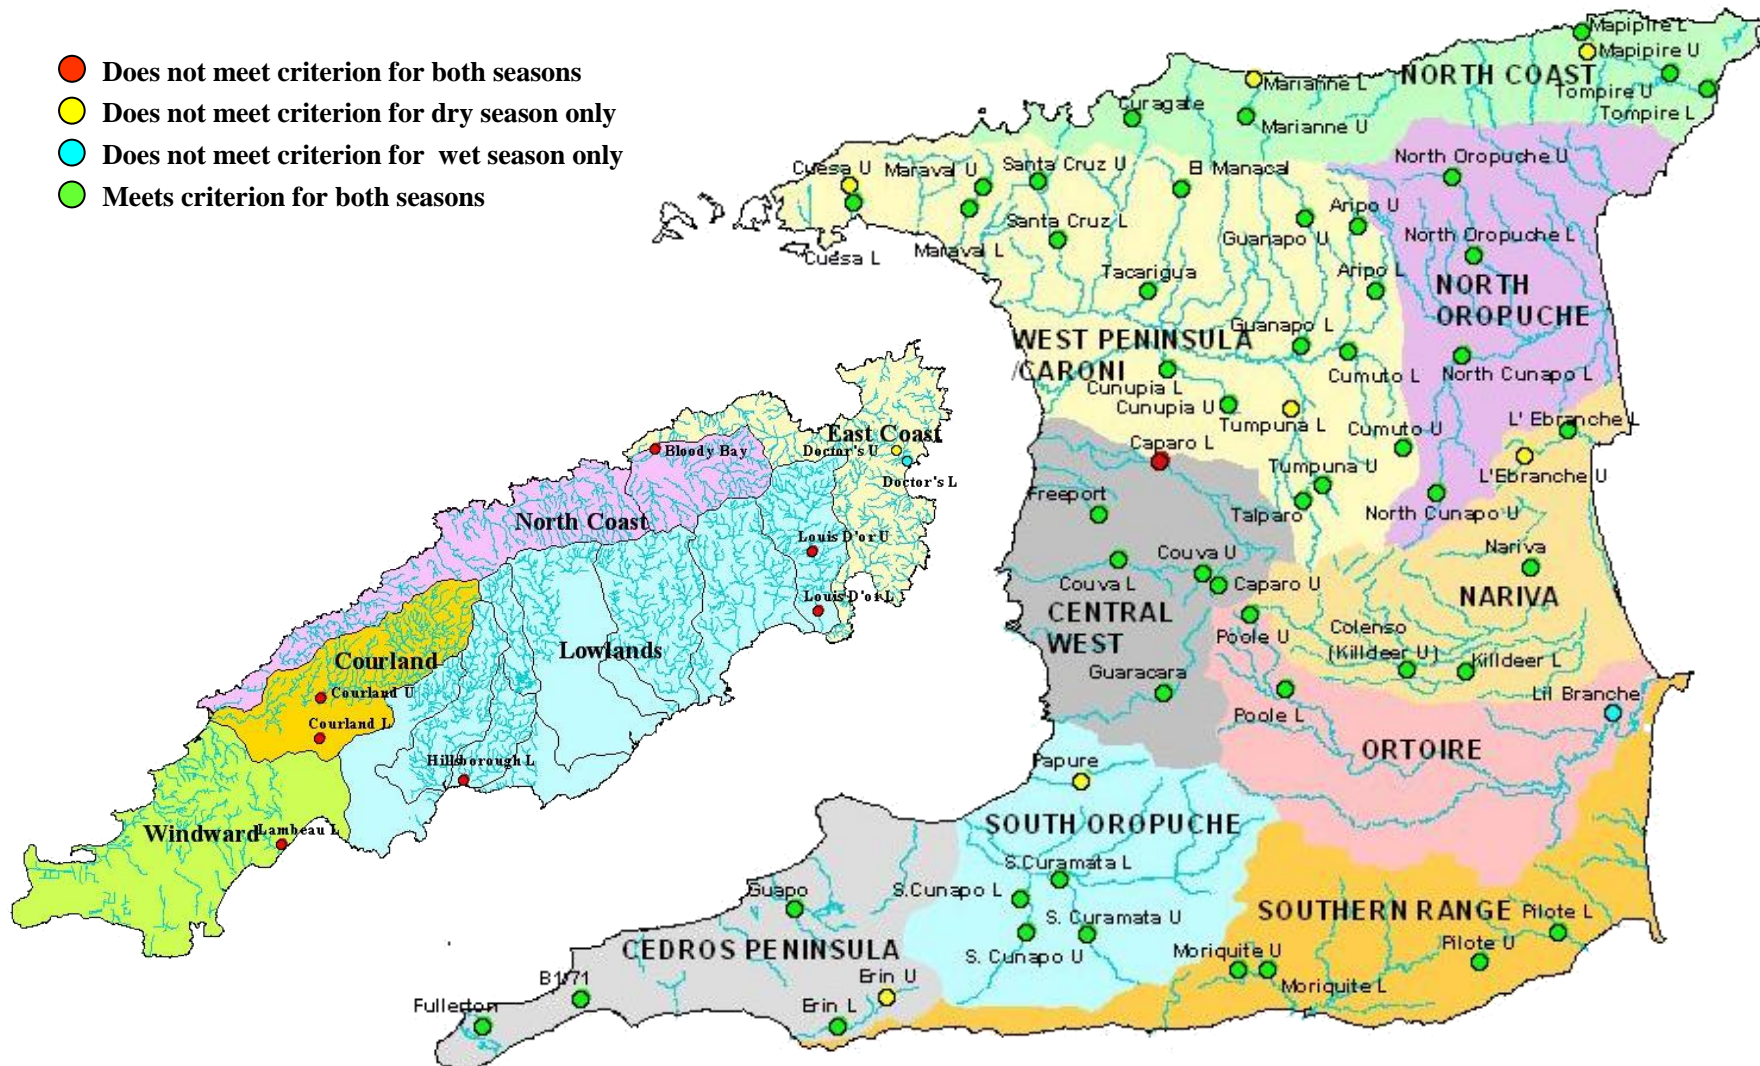 Does not meet criterion for both seasons
Does not meet criterion for dry season only
Does not meet criterion for wet season only
Meets criterion for both seasons
Mapipire L
Mapipire U
NORTH COAST
Tompire U
Tompire L
Marianne L
Marianne U
Curagate
North Oropuche U
Cuesa U
Maraval U
Santa Cruz U
El Manacal
Aripo U
Santa Cruz L
Guanapo U
North Oropuche L
Cuesa L
Maraval L
Tacarigua
Aripo L
NORTH
OROPUCHE
Guanapo L
WEST PENINSULA
/CARONI
Cumuto L
North Cunapo L
Cunupia L
Cunupia U
Tumpuna L
Cumuto U
L' Ebranche L
Caparo L
Tumpuna U
L'Ebranche U
Freeport
Talparo
North Cunapo U
Couva U
Nariva
Couva L
Caparo U
NARIVA
CENTRAL
WEST
Poole U
Colenso
(Killdeer U)
Killdeer L
Guaracara
Lil Branche
Poole L
ORTOIRE
Papure
SOUTH OROPUCHE
S.Curamata L
S.Cunapo L
Guapo
S. Curamata U
SOUTHERN RANGE
Pilote L
CEDROS PENINSULA
S. Cunapo U
Moriquite U
Pilote U
B1/71
Erin U
Moriquite L
Fullerton
Erin L
East Coast
Bloody Bay
Doctor's U
Doctor's L
North Coast
Louis D'or U
Louis D'or L
Lowlands
Courland
Courland U
Courland L
Hillsborough L
Windward
Lambeau L